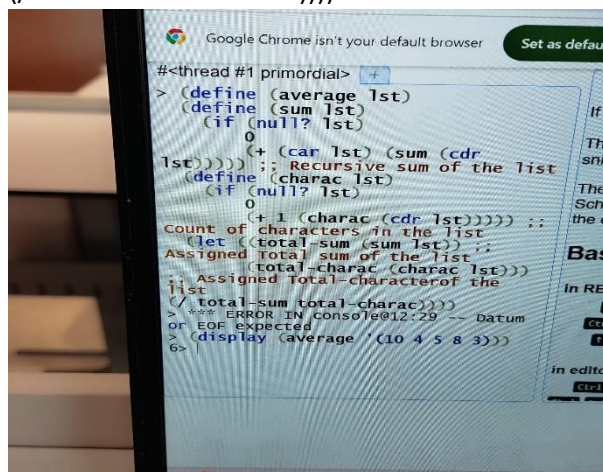 Google Chrome isn't your default browser Set as defau
#<thread #1 primordial> +
> (define (average lst)
(define (sum lst)
(if (null? lst)
0
(+ (car lst) (sum (cdr
lst))))) ;; Recursive sum of the list
(define (charac lst)
(if (null? lst)
0
(+ 1 (charac (cdr lst))))) ;;
Count of characters in the list
(let ((total-sum (sum lst)) ;;
Assigned Total sum of the list
(total-charac (charac lst)))
;; Assigned Total-characterof the
list
(/ total-sum total-charac))))
> *** ERROR IN console@12:29 -- Datum
or EOF expected
> (display (average '(10 4 5 8 3)))
6>
If
Th
sni
The
Sch
the
Bas
in RE
in edito
Ctrl